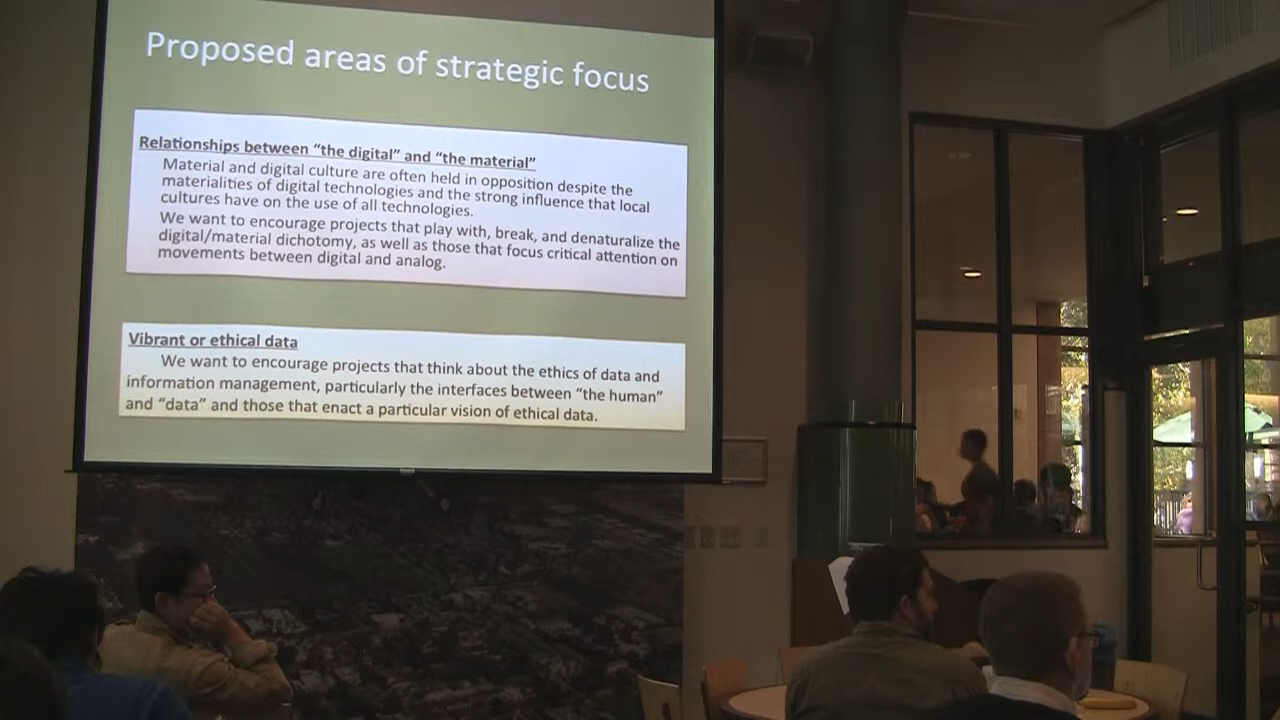 Proposed areas of strategic focus
Relationships between “the digital” and “the material”
Material and digital culture are often held in opposition despite the
materialities of digital technologies and the strong influence that local
cultures have on the use of all technologies.
We want to encourage projects that play with, break, and denaturalize the
digital/material dichotomy, as well as those that focus critical attention on
movements between digital and analog.
Vibrant or ethical data
We want to encourage projects that think about the ethics of data and
information management, particularly the interfaces between “the human”
and “data” and those that enact a particular vision of ethical data.